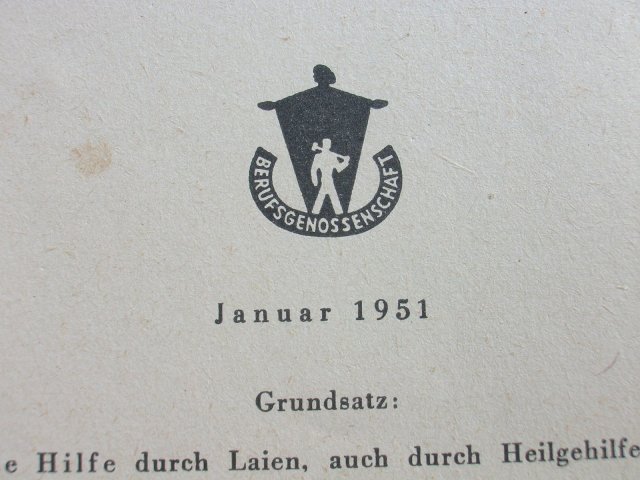 BERUFSGENOSSENSCHAFT
Januar 1951
Grundsatz:
e Hilfe durch Laien, auch durch Heilgehilfe